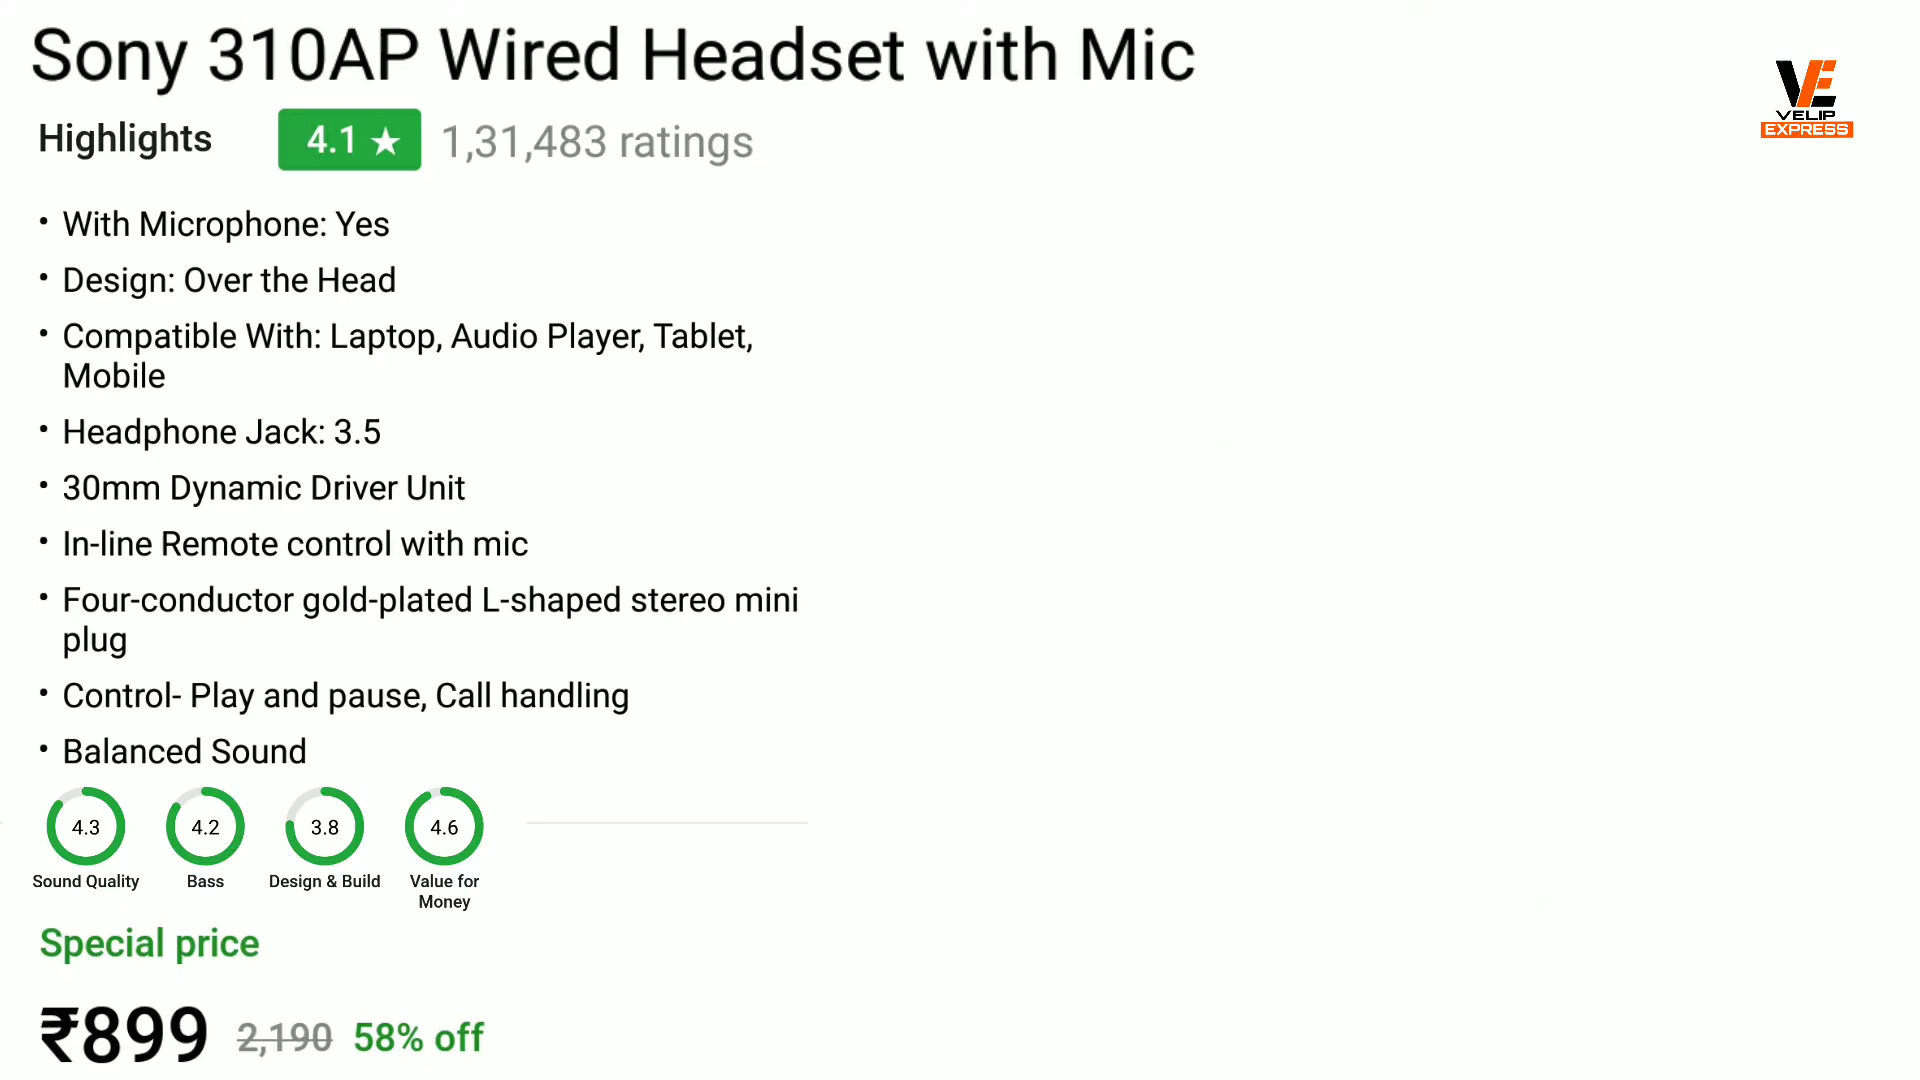 Sony 310AP Wired Headset with Mic
VE
VELIP
EXPRESS
Highlights 4.1 ★ 1,31,483 ratings
• With Microphone: Yes
• Design: Over the Head
• Compatible With: Laptop, Audio Player, Tablet,
Mobile
• Headphone Jack: 3.5
• 30mm Dynamic Driver Unit
• In-line Remote control with mic
• Four-conductor gold-plated L-shaped stereo mini
plug
• Control- Play and pause, Call handling
• Balanced Sound
4.3 4.2 3.8 4.6
Sound Quality Bass Design & Build Value for
Money
Special price
₹899 2,190 58% off